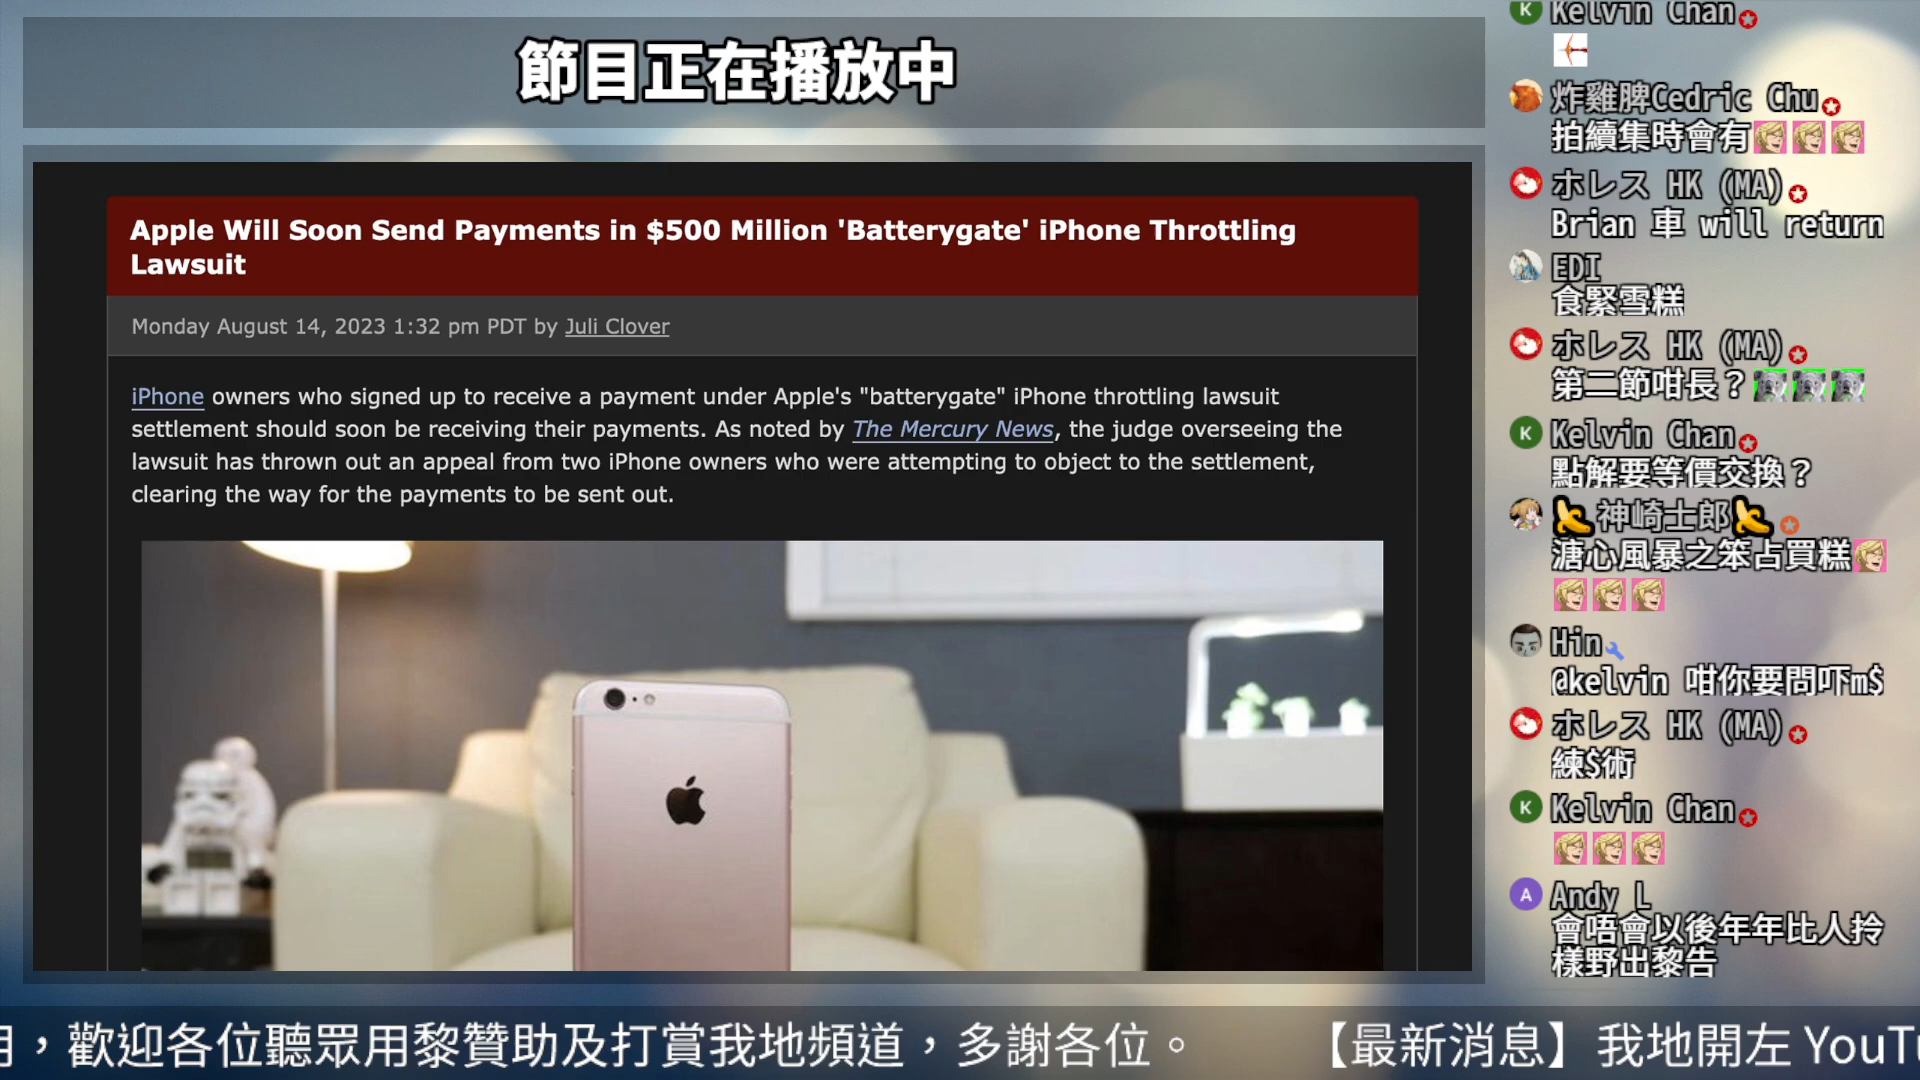 節目正在播放中
Apple Will Soon Send Payments in $500 Million 'Batterygate' iPhone Throttling
Lawsuit
Monday August 14, 2023 1:32 pm PDT by Juli Clover
iPhone owners who signed up to receive a payment under Apple's "batterygate" iPhone throttling lawsuit
settlement should soon be receiving their payments. As noted by The Mercury News, the judge overseeing the
lawsuit has thrown out an appeal from two iPhone owners who were attempting to object to the settlement,
clearing the way for the payments to be sent out.
K Kelvin Chan
炸雞脾Cedric Chu
拍續集時會有
ホレス HK (MA)
Brian 車 will return
EDI
食緊雪糕
ホレス HK (MA)
第二節咁長？
K Kelvin Chan
點解要等價交換？
🍌神崎士郎🍌
溏心風暴之笨占買糕
Hin
@kelvin 咁你要問吓m$
ホレス HK (MA)
練$術
K Kelvin Chan
A Andy L
會唔會以後年年比人拎
樣野出黎告
，歡迎各位聽眾用黎贊助及打賞我地頻道，多謝各位。 【最新消息】我地開左 YouTu